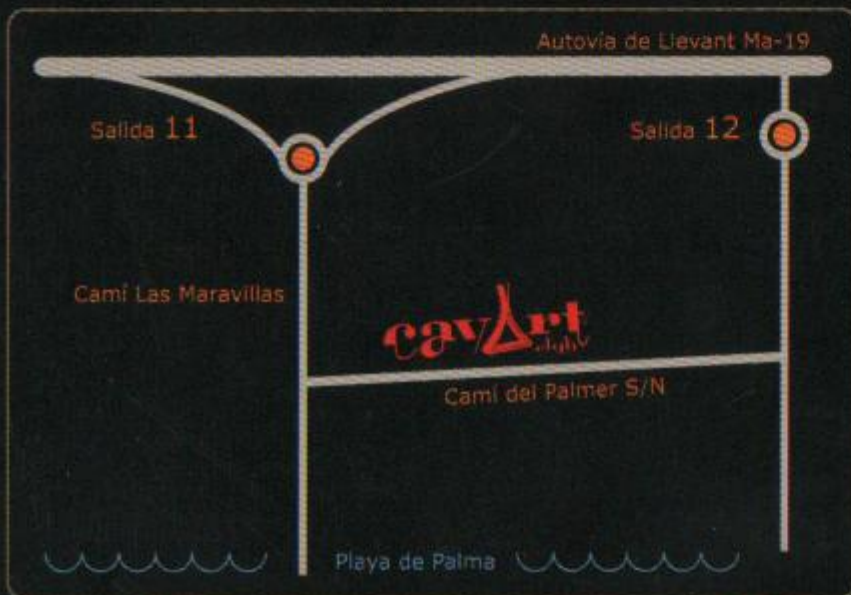 Autovía de Llevant Ma-19
Salida 11
Salida 12
Camí Las Maravillas
cavArt
club
Camí del Palmer S/N
Playa de Palma